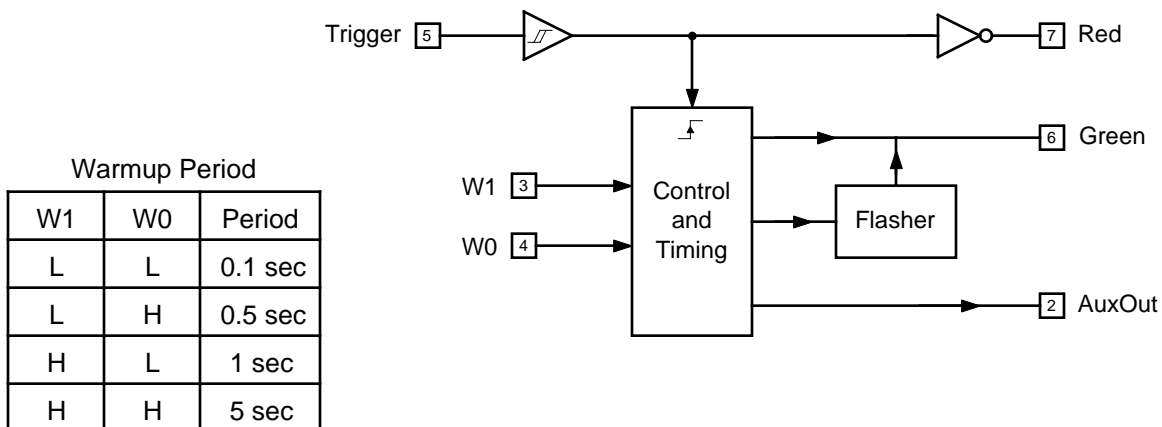 Trigger 5
7 Red
6 Green
Warmup Period
W1 W0 Period
L L 0.1 sec
L H 0.5 sec
H L 1 sec
H H 5 sec
W1 3
W0 4
Control
and
Timing
Flasher
2 AuxOut